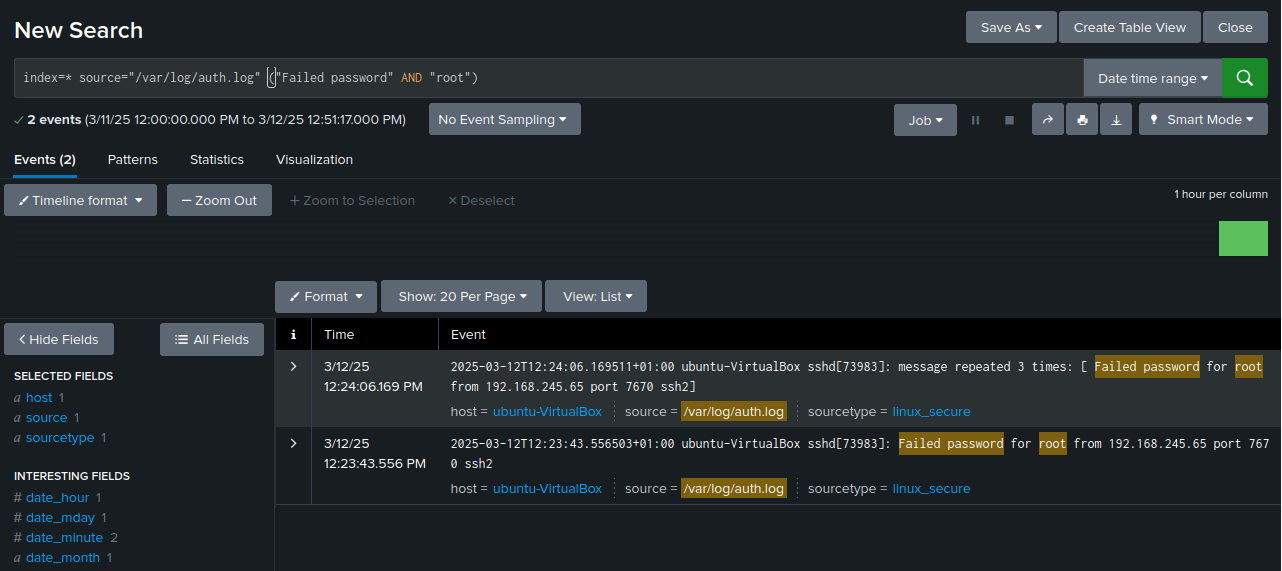 New Search
Save As
Create Table View
Close
index=* source="/var/log/auth.log" ("Failed password" AND "root")
Date time range
2 events (3/11/25 12:00:00.000 PM to 3/12/25 12:51:17.000 PM)
No Event Sampling
Job
Smart Mode
Events (2)
Patterns
Statistics
Visualization
Timeline format
Zoom Out
Zoom to Selection
Deselect
1 hour per column
Format
Show: 20 Per Page
View: List
Hide Fields
All Fields
i
Time
Event
SELECTED FIELDS
a host 1
a source 1
a sourcetype 1
INTERESTING FIELDS
# date_hour 1
# date_mday 1
# date_minute 2
a date_month 1
3/12/25
12:24:06.169 PM
2025-03-12T12:24:06.169511+01:00 ubuntu-VirtualBox sshd[73983]: message repeated 3 times: [ Failed password for root
from 192.168.245.65 port 7670 ssh2]
host = ubuntu-VirtualBox source = /var/log/auth.log sourcetype = linux_secure
3/12/25
12:23:43.556 PM
2025-03-12T12:23:43.556503+01:00 ubuntu-VirtualBox sshd[73983]: Failed password for root from 192.168.245.65 port 767
0 ssh2
host = ubuntu-VirtualBox source = /var/log/auth.log sourcetype = linux_secure